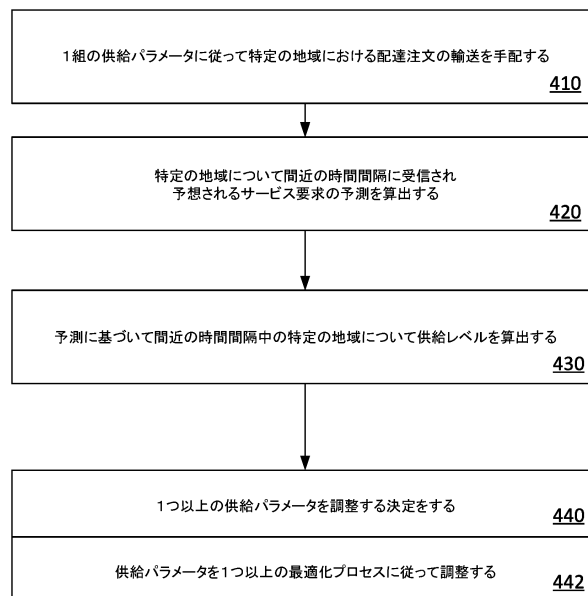 1組の供給パラメータに従って特定の地域における配達注文の輸送を手配する
410
特定の地域について間近の時間間隔に受信され
予想されるサービス要求の予測を算出する
420
予測に基づいて間近の時間間隔中の特定の地域について供給レベルを算出する
430
1つ以上の供給パラメータを調整する決定をする
440
供給パラメータを1つ以上の最適化プロセスに従って調整する
442